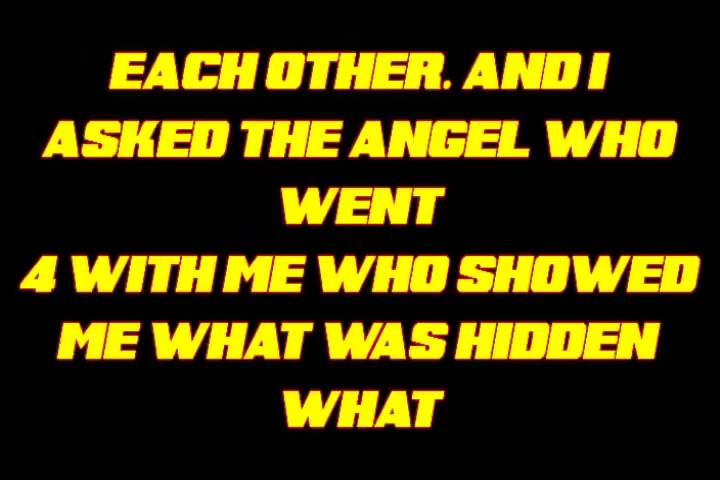 EACH OTHER. AND I
ASKED THE ANGEL WHO
WENT
4 WITH ME WHO SHOWED
ME WHAT WAS HIDDEN
WHAT